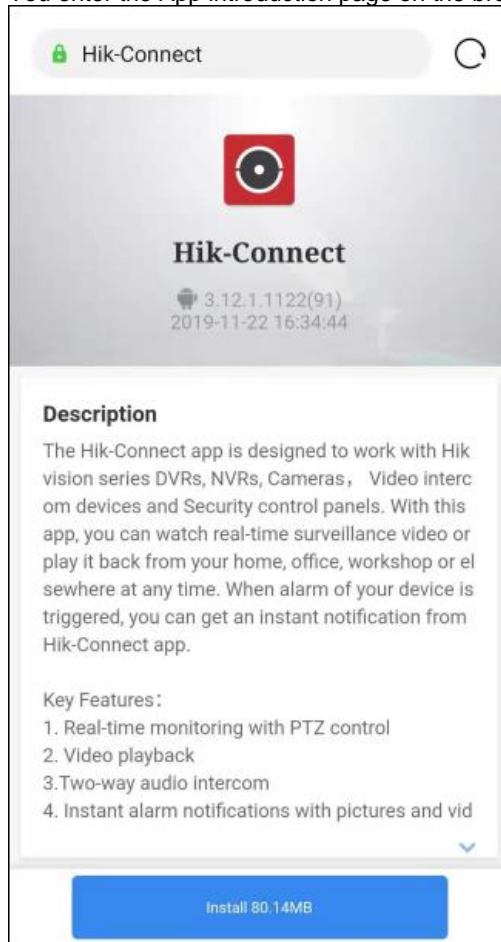 You enter the App introduction page on the bro
Hik-Connect
Hik-Connect
3.12.1.1122(91)
2019-11-22 16:34:44
Description
The Hik-Connect app is designed to work with Hik
vision series DVRs, NVRs, Cameras， Video interc
om devices and Security control panels. With this
app, you can watch real-time surveillance video or
play it back from your home, office, workshop or el
sewhere at any time. When alarm of your device is
triggered, you can get an instant notification from
Hik-Connect app.
Key Features：
1. Real-time monitoring with PTZ control
2. Video playback
3.Two-way audio intercom
4. Instant alarm notifications with pictures and vid
Install 80.14MB